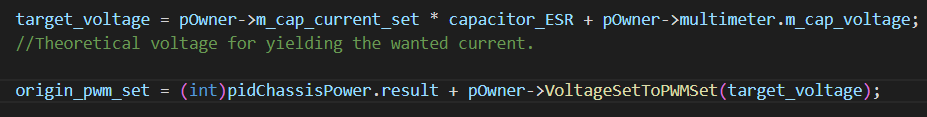 target_voltage = pOwner->m_cap_current_set * capacitor_ESR + pOwner->multimeter.m_cap_voltage;
//Theoretical voltage for yielding the wanted current.
origin_pwm_set = (int)pidChassisPower.result + pOwner->VoltageSetToPWMSet(target_voltage);